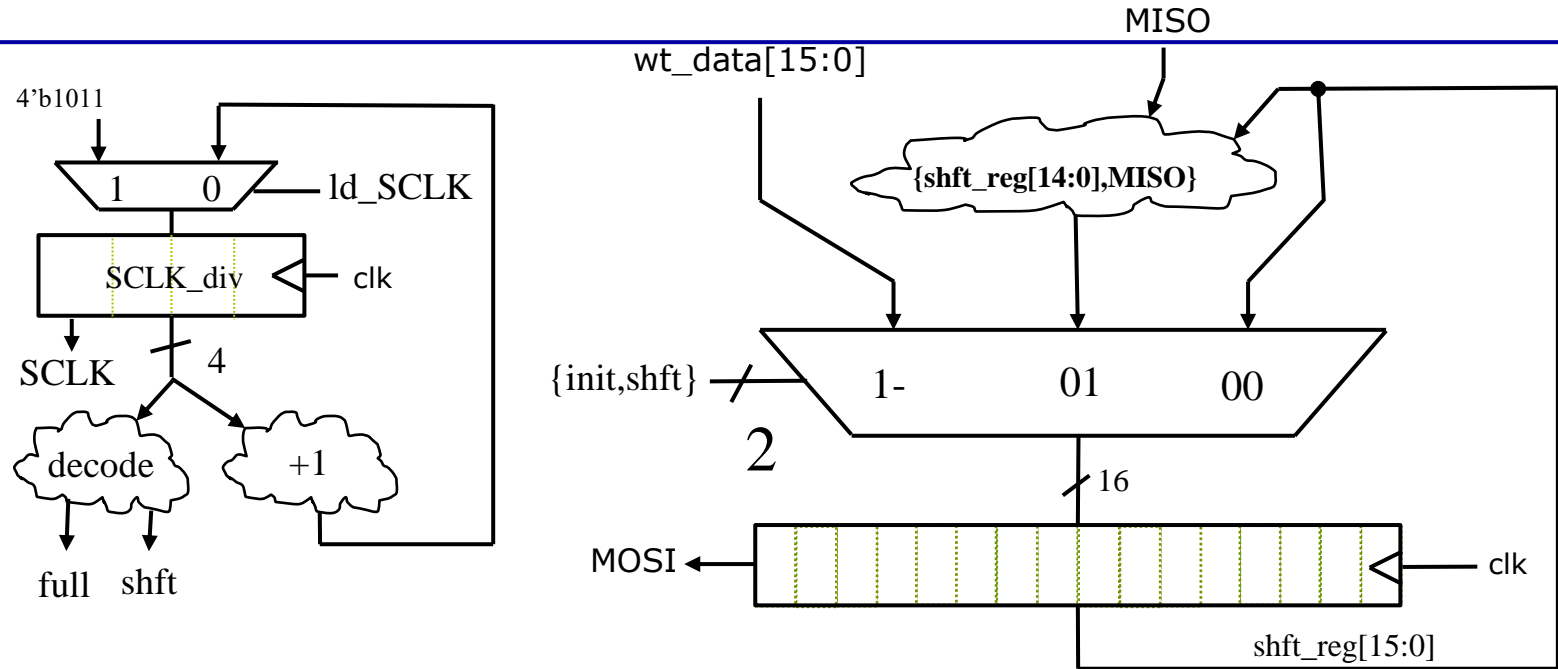 MISO
wt_data[15:0]
4’b1011
1 0
ld_SCLK
SCLK_div
clk
SCLK
4
decode
+1
full shft
{shft_reg[14:0],MISO}
{init,shft}
2
1- 01 00
16
MOSI
clk
shft_reg[15:0]